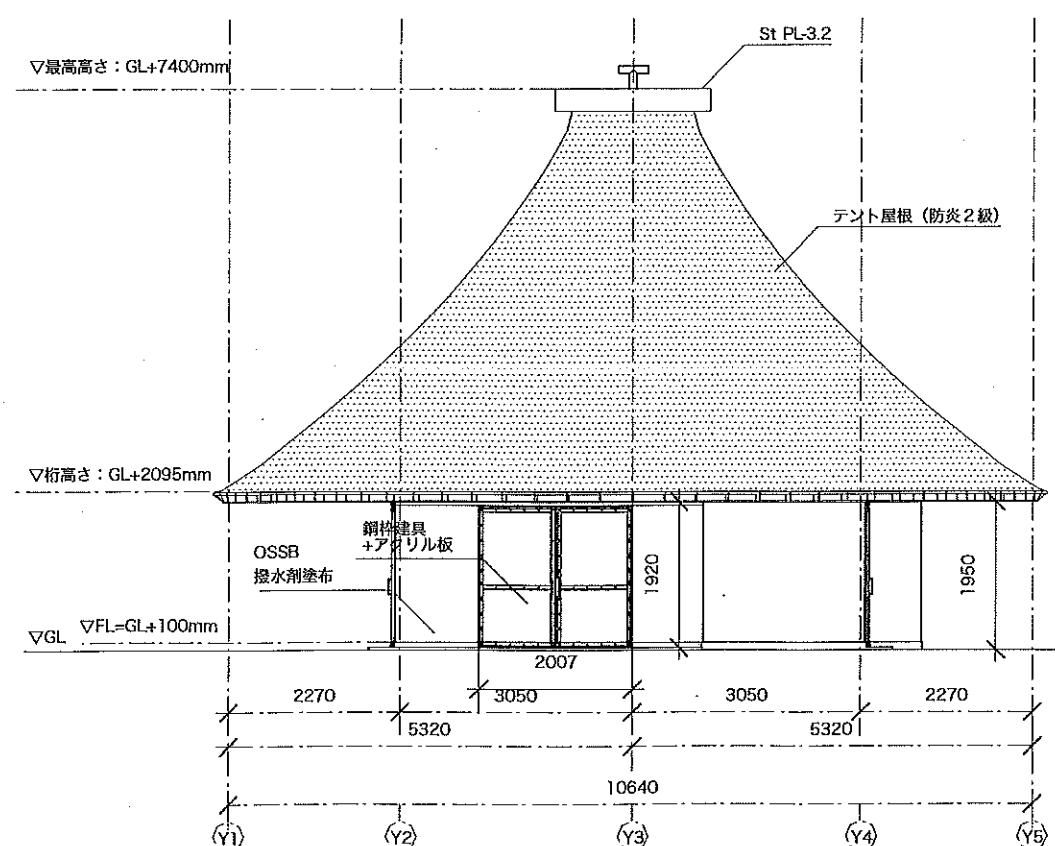 St PL-3.2
▽最高高さ：GL+7400mm
テント屋根（防炎２級）
▽桁高さ：GL+2095mm
鋼枠建具
+アクリル板
OSSB
撥水剤塗布
1920
1950
▽GL
▽FL=GL+100mm
2007
2270
3050
3050
2270
5320
5320
10640
Y1
Y2
Y3
Y4
Y5